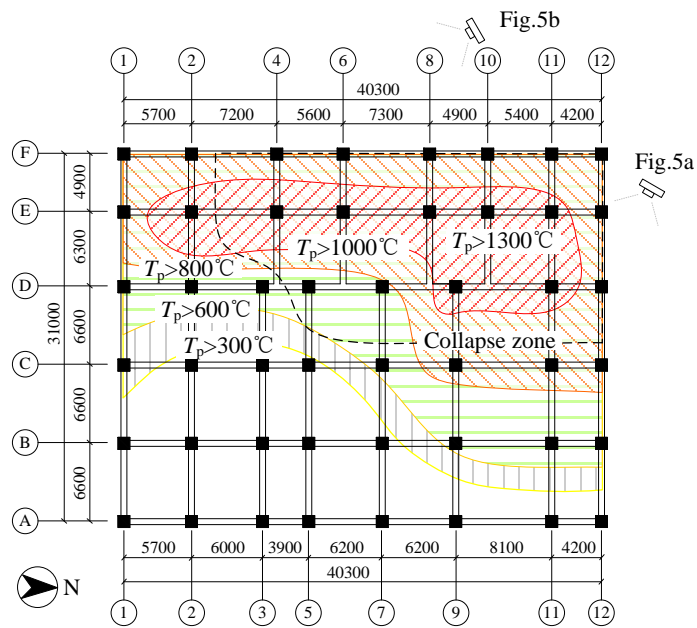 Fig.5b
1 2 4 6 8 10 11 12
40300
5700 7200 5600 7300 4900 5400 4200
Fig.5a
F
4900
E
Tp>1000℃ Tp>1300℃
6300
Tp>800℃
D
31000
Tp>600℃
6600
Tp>300℃ Collapse zone
C
6600
B
6600
A
5700 6000 3900 6200 6200 8100 4200
40300
N
1 2 3 5 7 9 11 12